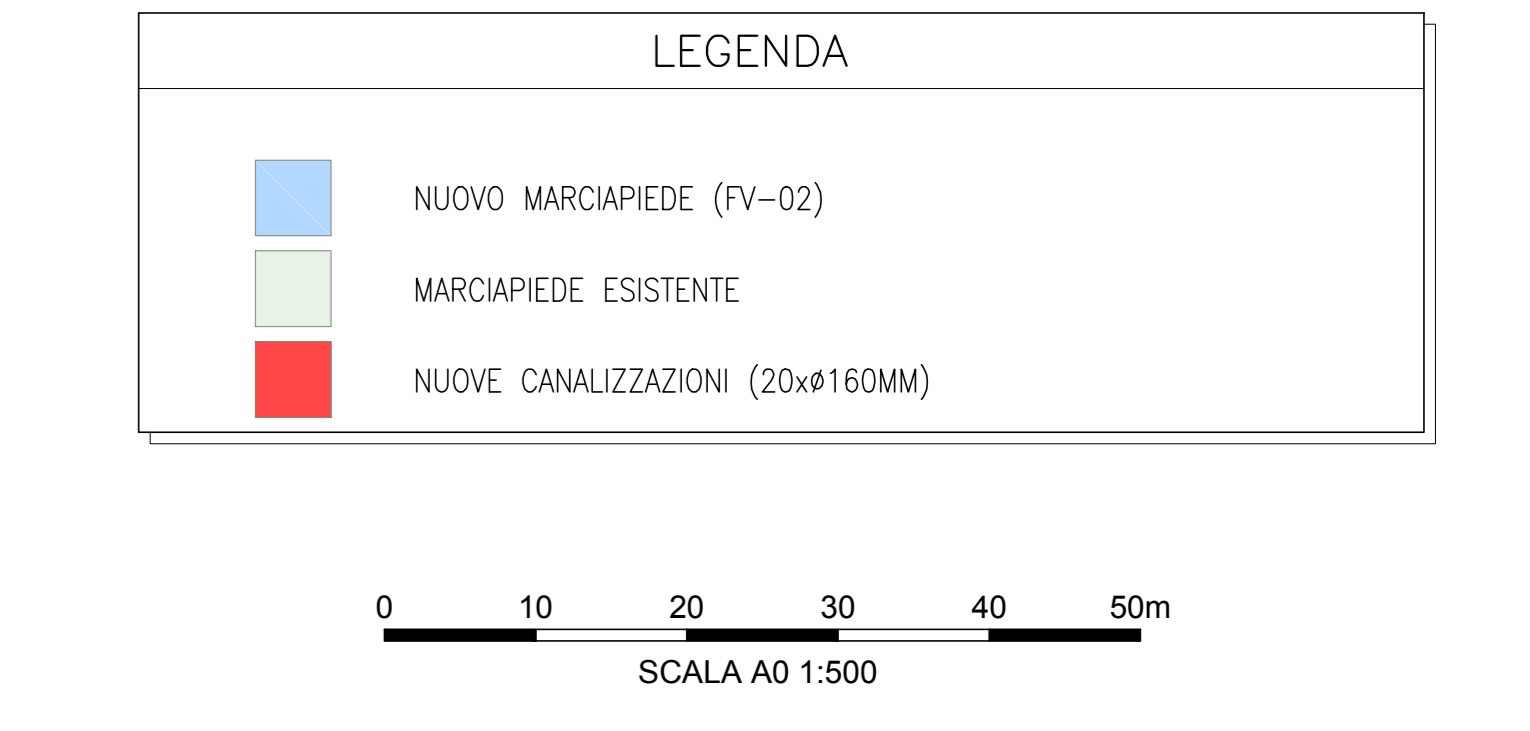 LEGENDA
NUOVO MARCIAPIEDE (FV-02)
MARCIAPIEDE ESISTENTE
NUOVE CANALIZZAZIONI (20xø160MM)
0 10 20 30 40 50m
SCALA A0 1:500